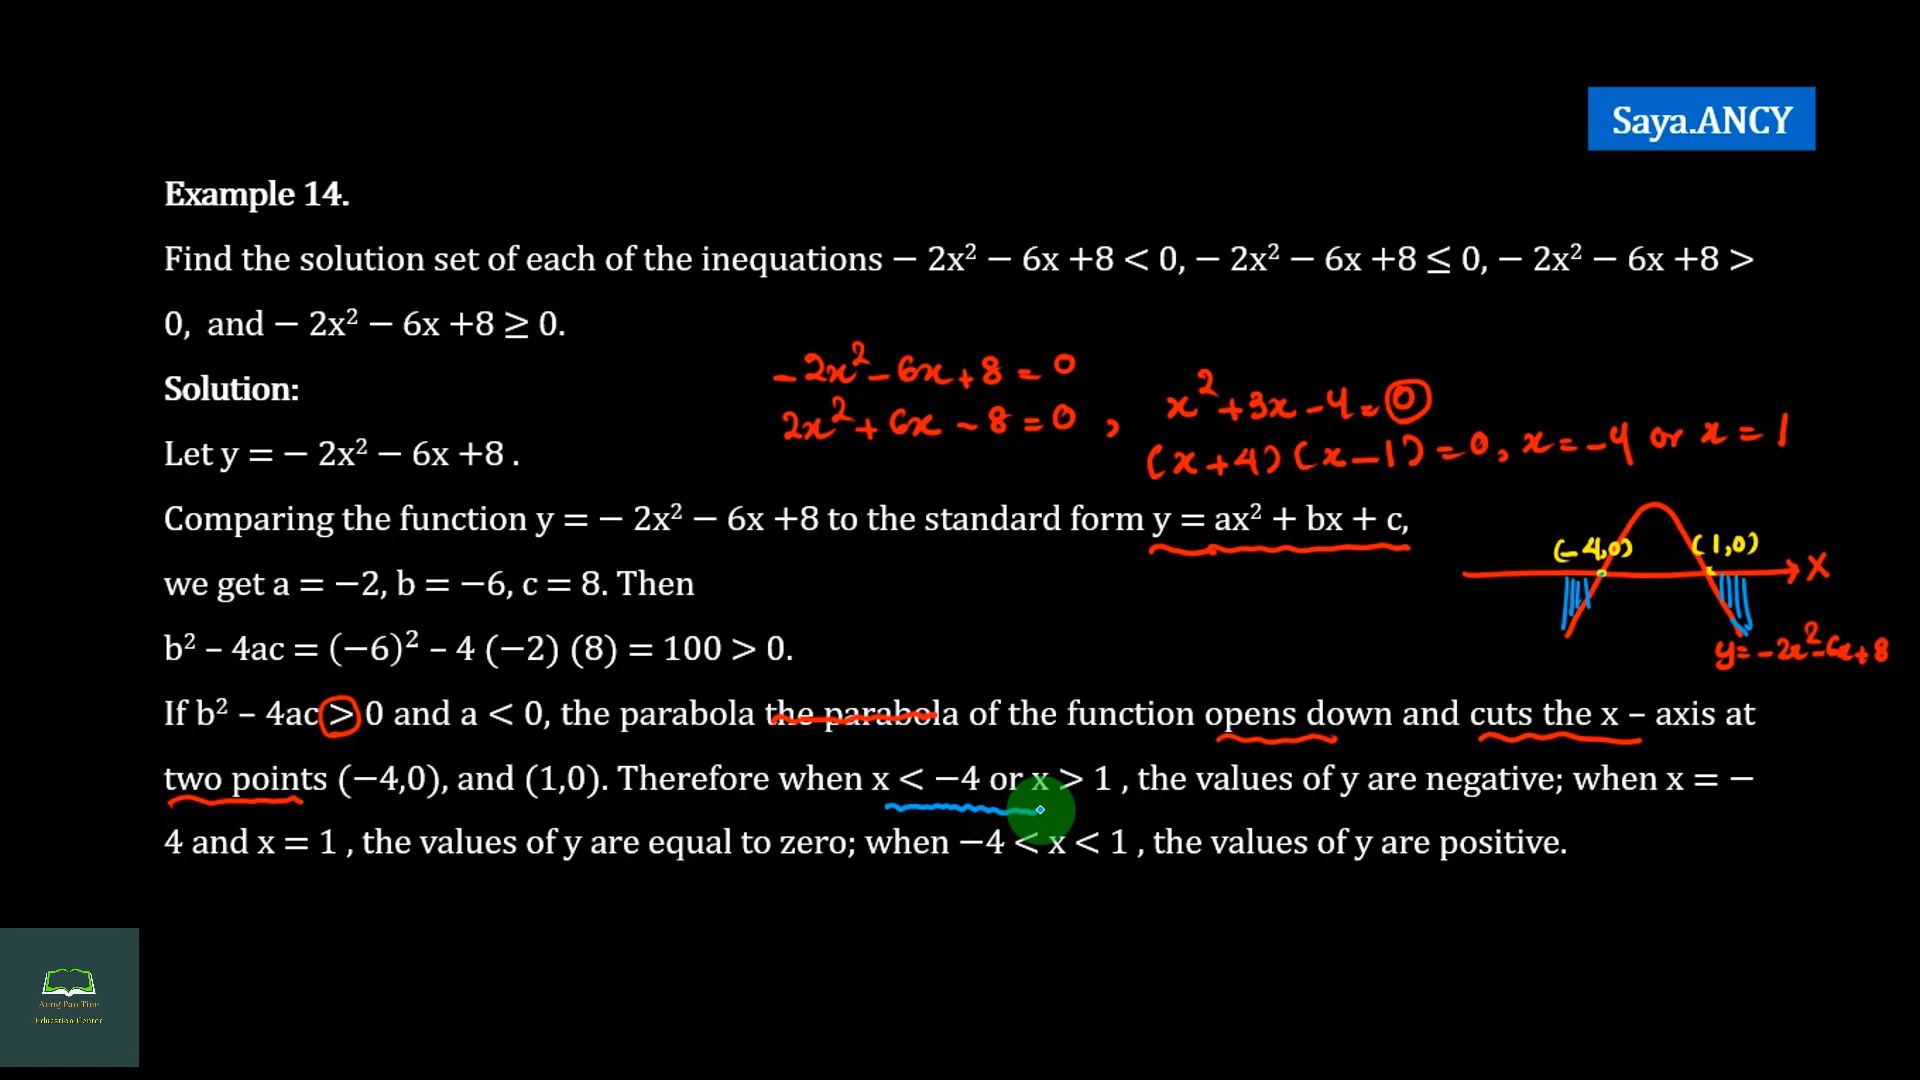 Saya.ANCY
Example 14.
Find the solution set of each of the inequations − 2x² − 6x +8 < 0, − 2x² − 6x +8 ≤ 0, − 2x² − 6x +8 >
0, and − 2x² − 6x +8 ≥ 0.
-2x²-6x+8=0
Solution:
x²+3x-4=0
2x²+6x-8=0,
Let y = − 2x² − 6x +8 .
(x+4)(x-1)=0, x=-4 or x=1
Comparing the function y = − 2x² − 6x +8 to the standard form y = ax² + bx + c,
(-4,0) (1,0)
X
we get a = −2, b = −6, c = 8. Then
b² – 4ac = (−6)² – 4 (−2) (8) = 100 > 0.
y=-2x²-6x+8
If b² – 4ac > 0 and a < 0, the parabola the parabola of the function opens down and cuts the x – axis at
two points (−4,0), and (1,0). Therefore when x < −4 or x > 1 , the values of y are negative; when x = −
4 and x = 1 , the values of y are equal to zero; when −4 < x < 1 , the values of y are positive.
Aung Pan Tine
Education Center